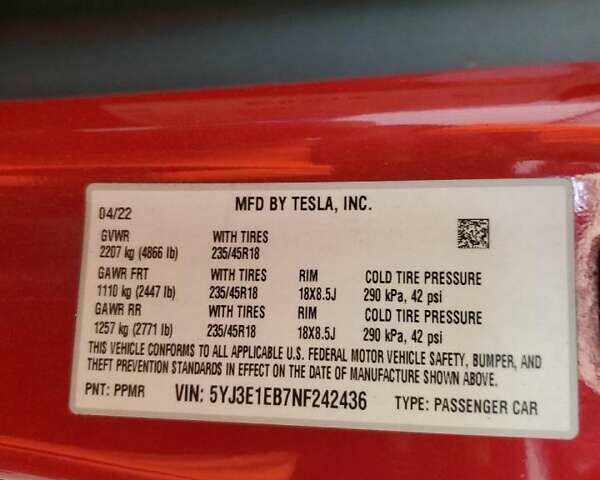 MFD BY TESLA, INC.
04/22
GVWR WITH TIRES
2207 kg (4866 lb) 235/45R18
GAWR FRT WITH TIRES RIM COLD TIRE PRESSURE
1110 kg (2447 lb) 235/45R18 18X8.5J 290 kPa, 42 psi
GAWR RR WITH TIRES RIM COLD TIRE PRESSURE
1257 kg (2771 lb) 235/45R18 18X8.5J 290 kPa, 42 psi
THIS VEHICLE CONFORMS TO ALL APPLICABLE U.S. FEDERAL MOTOR VEHICLE SAFETY, BUMPER, AND
THEFT PREVENTION STANDARDS IN EFFECT ON THE DATE OF MANUFACTURE SHOWN ABOVE.
PNT: PPMR VIN: 5YJ3E1EB7NF242436 TYPE: PASSENGER CAR